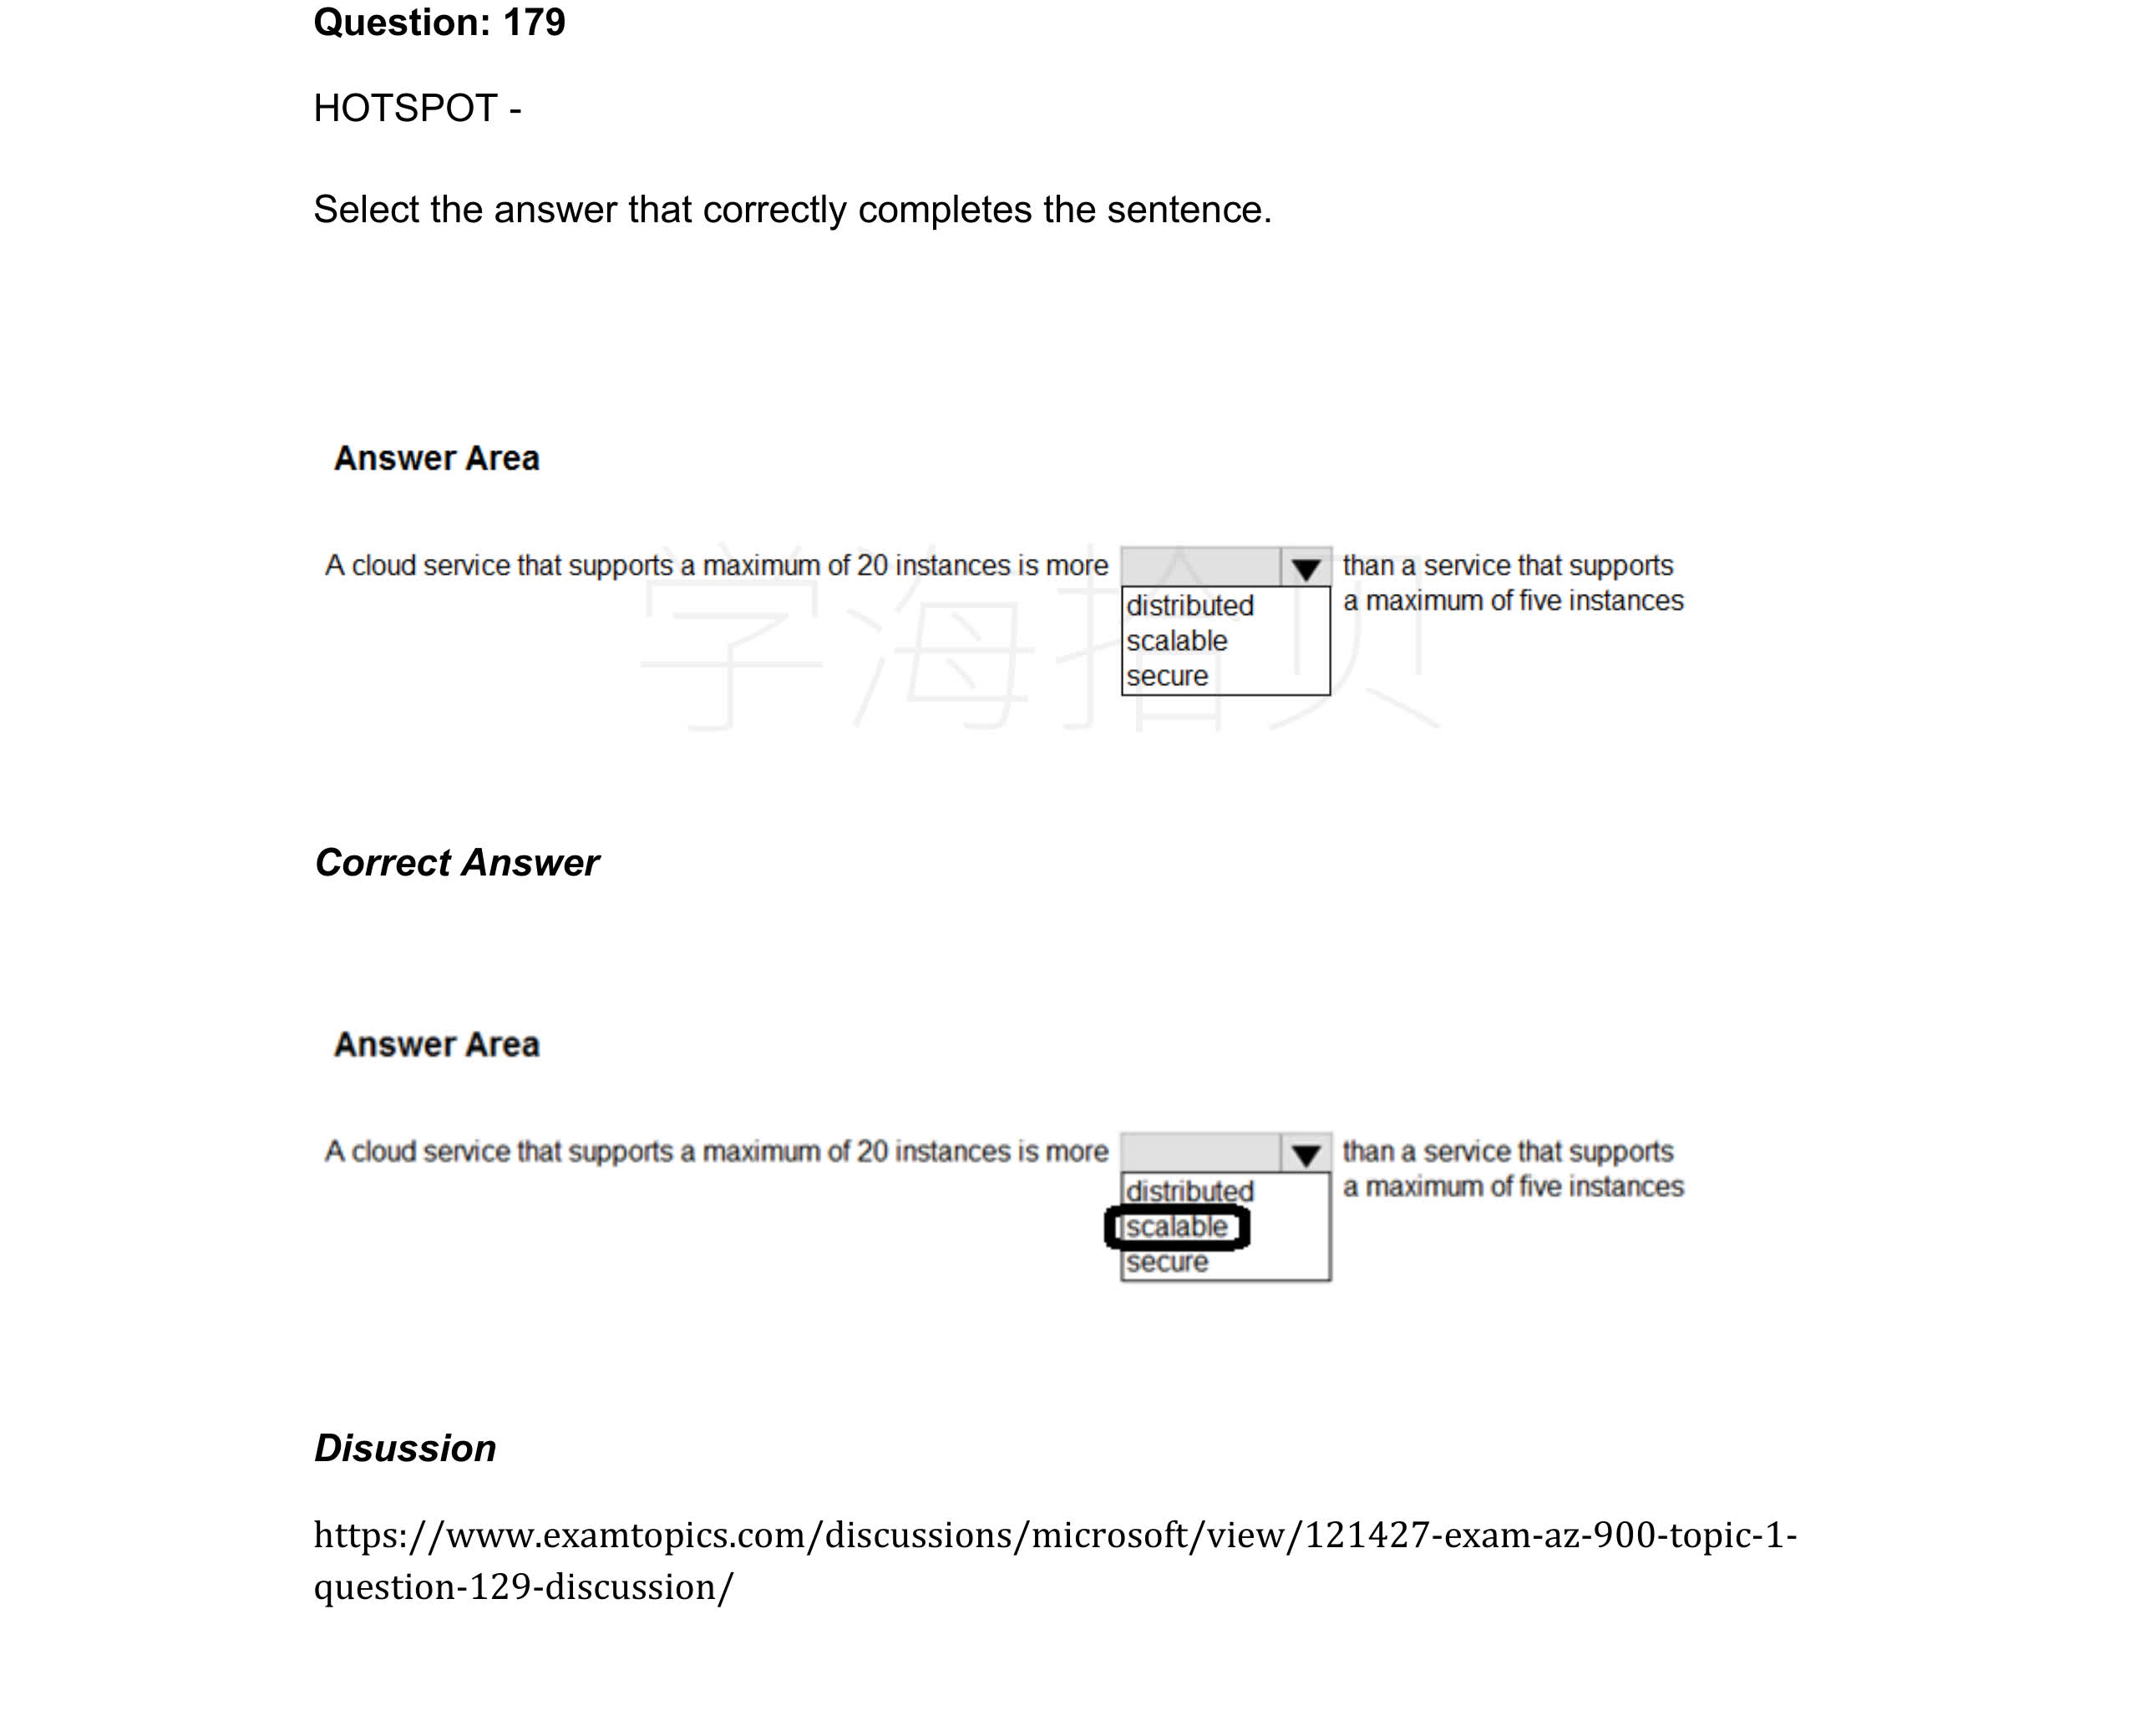 Question: 179
HOTSPOT -
Select the answer that correctly completes the sentence.
Answer Area
A cloud service that supports a maximum of 20 instances is more than a service that supports
a maximum of five instances
distributed
scalable
secure
学海拾贝
Correct Answer
Answer Area
A cloud service that supports a maximum of 20 instances is more than a service that supports
a maximum of five instances
distributed
scalable
secure
Disussion
https://www.examtopics.com/discussions/microsoft/view/121427-exam-az-900-topic-1-
question-129-discussion/